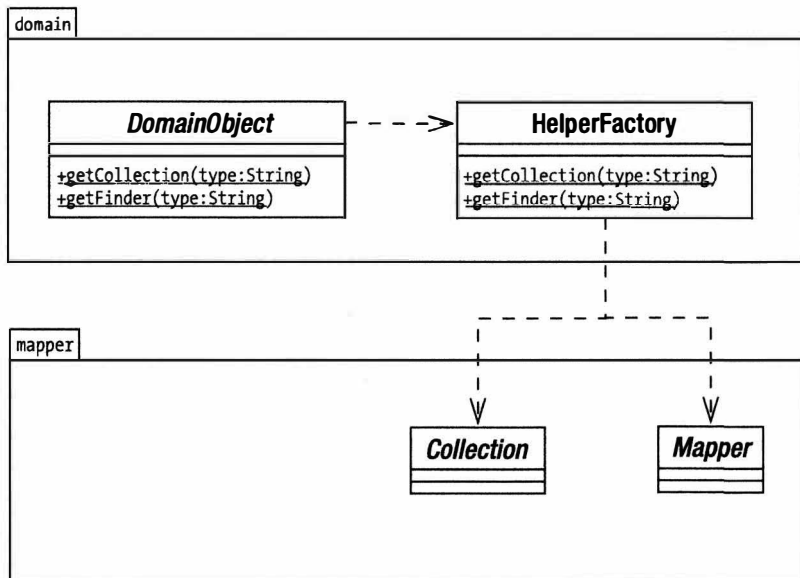 domain
DomainObject
HelperFactory
+getCollection(type:String)
+getFinder(type:String)
+getCollection(type:String)
+getFinder(type:String)
mapper
Collection
Mapper